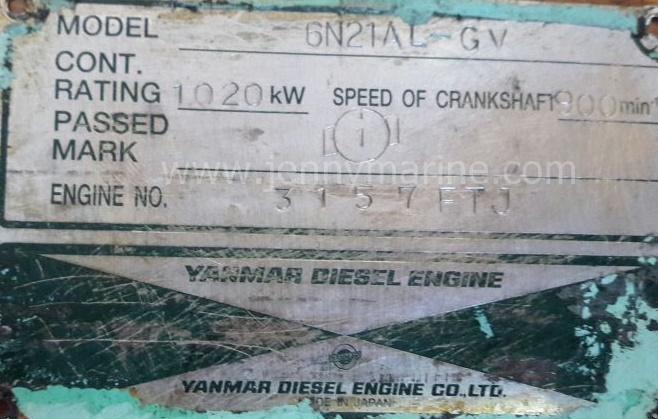 MODEL 6N21AL-GV
CONT.
RATING 1020 kW SPEED OF CRANKSHAFT 900 min⁻¹
PASSED
MARK
www.jennymarine.com
ENGINE NO. 3157FTJ
YANMAR DIESEL ENGINE
YANMAR DIESEL ENGINE CO.,LTD.
MADE IN JAPAN